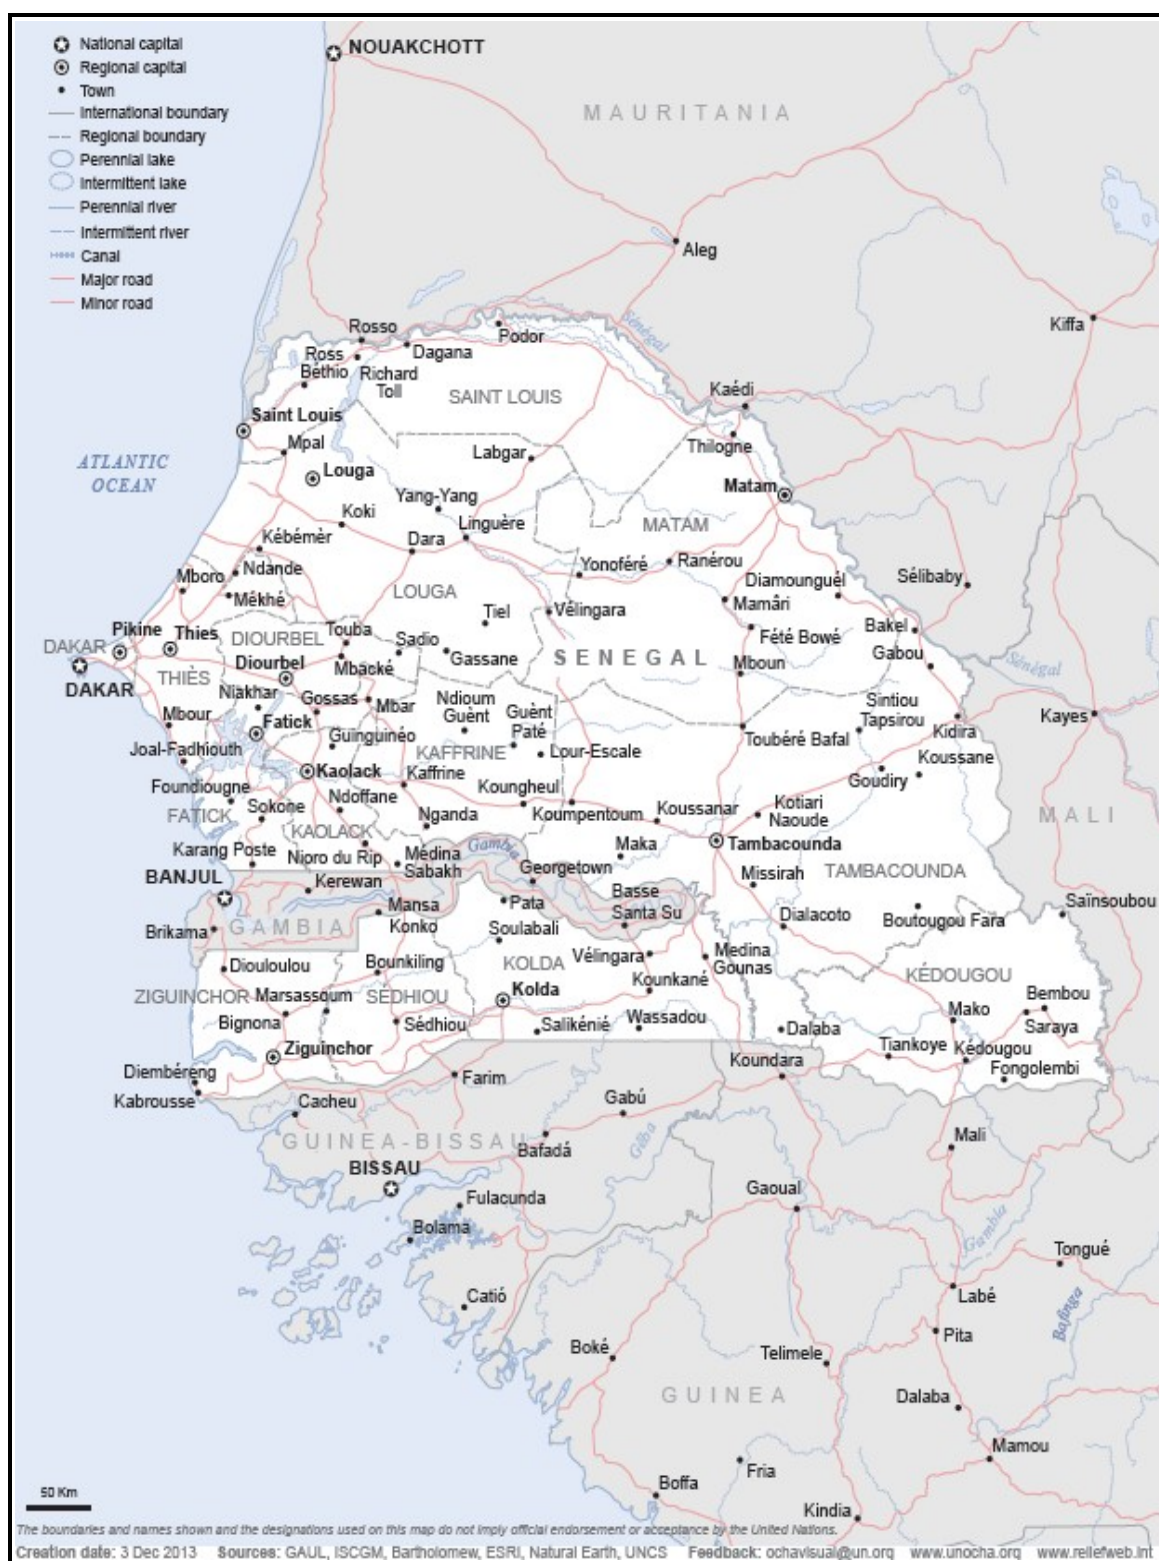 National capital
Regional capital
Town
International boundary
Regional boundary
Perennial lake
Intermittent lake
Perennial river
Intermittent river
Canal
Major road
Minor road
NOUAKCHOTT
MAURITANIA
Aleg
Kiffa
Sénégal
Rosso
Podor
Ross
Béthio
Dagana
Richard
Toll
SAINT LOUIS
Kaédi
Saint Louis
Mpal
Thilogne
ATLANTIC
OCEAN
Louga
Labgar
Matam
Yang-Yang
Koki
Linguère
MATAM
Kébémèr
Dara
Yonoféré
Ranérou
Mboro
Ndande
Diamounguél
Sélibaby
Mékhé
LOUGA
Tiel
Vélingara
Mamâri
Pikine
Thies
DIOURBEL
Touba
Sadio
Fété Bowé
Bakel
DAKAR
Diourbel
Mbacké
Gassane
SENEGAL
Mboun
Gabou
Sénégal
DAKAR
THIÈS
Niakhar
Gossas
Mbar
Ndioum
Guènt
Guènt
Paté
Sintiou
Tapsirou
Mbour
Fatick
Kayes
Joal-Fadhiouth
Guinguinéo
KAFFRINE
Lour-Escale
Toubéré Bafal
Kidira
Kaolack
Kaffrine
Goudiry
Koussane
Foundiougne
Ndoffane
Koungheul
Koumpentoum
Koussanar
Kotiari
Naoude
MALI
FATICK
Sokone
KAOLACK
Nganda
Tambacounda
Karang Poste
Nipro du Rip
Médina
Sabakh
Gambia
Georgetown
Maka
Missirah
TAMBACOUNDA
BANJUL
Kerewan
Basse
Santa Su
Pata
Mansa
Konko
Dialacoto
Boutougou Fara
Saïnsoubou
Brikama
GAMBIA
Soulabali
Diouloulou
Bounkiling
KOLDA
Vélingara
Medina
Gounas
KÉDOUGOU
ZIGUINCHOR
Marsassoum
SÉDHIOU
Kolda
Kounkané
Bembou
Mako
Bignona
Sédhiou
Salikénié
Wassadou
Dalaba
Saraya
Ziguinchor
Tiankoye
Kédougou
Diembéreng
Koundara
Fongolembi
Kabrousse
Farim
Cacheu
Gabú
GUINEA-BISSAU
Bafadá
Gêba
Mali
BISSAU
Fulacunda
Gaoual
Bolama
Gambia
Tongué
Catió
Labé
Bafinga
Pita
Boké
Telimele
GUINEA
Dalaba
Mamou
Fria
Boffa
Kindia
50 Km
The boundaries and names shown and the designations used on this map do not imply official endorsement or acceptance by the United Nations.
Creation date: 3 Dec 2013 Sources: GAUL, ISCGM, Bartholomew, ESRI, Natural Earth, UNCS Feedback: ochavisual@un.org www.unocha.org www.reliefweb.int